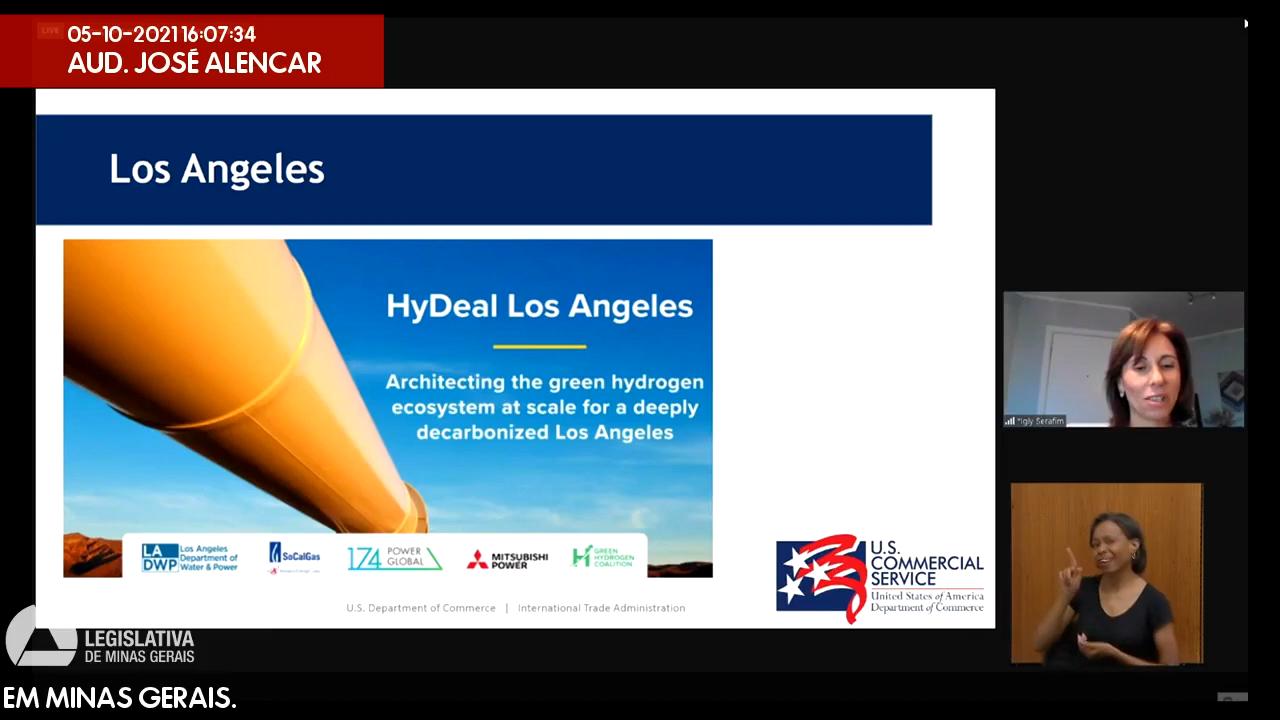 LIVE
05-10-2021 16:07:34
AUD. JOSÉ ALENCAR
Los Angeles
HyDeal Los Angeles
Architecting the green hydrogen
ecosystem at scale for a deeply
decarbonized Los Angeles
LA
DWP
Los Angeles
Department of
Water & Power
SoCalGas
174 POWER
GLOBAL
MITSUBISHI
POWER
GREEN
HYDROGEN
COALITION
U.S. Department of Commerce | International Trade Administration
U.S.
COMMERCIAL
SERVICE
United States of America
Department of Commerce
*Igly Serafim
LEGISLATIVA
DE MINAS GERAIS
EM MINAS GERAIS.